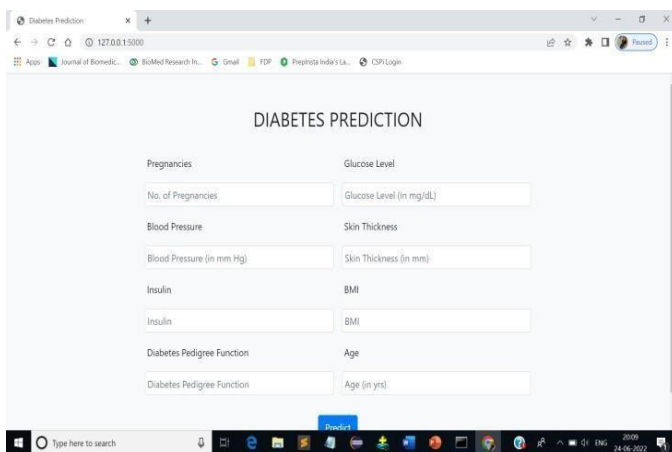 Diabetes Prediction
127.0.0.1:5000
Paused
Apps Journal of Biomedic... BioMed Research In... Gmail FDP PrepInsta India's La... CSPi Login
DIABETES PREDICTION
Pregnancies Glucose Level
No. of Pregnancies Glucose Level (in mg/dL)
Blood Pressure Skin Thickness
Blood Pressure (in mm Hg) Skin Thickness (in mm)
Insulin BMI
Insulin BMI
Diabetes Pedigree Function Age
Diabetes Pedigree Function Age (in yrs)
Predict
Type here to search ENG 20:09
24-06-2022